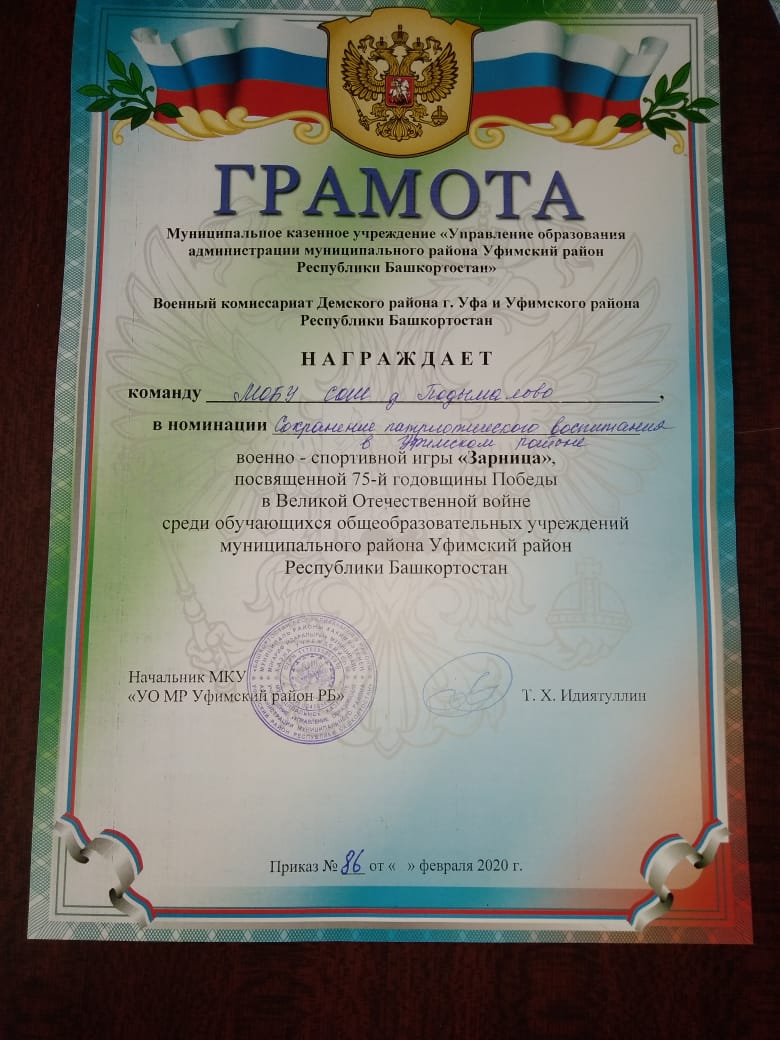 ГРАМОТА
Муниципальное казенное учреждение «Управление образования
администрации муниципального района Уфимский район
Республики Башкортостан»
Военный комиссариат Демского района г. Уфа и Уфимского района
Республики Башкортостан
НАГРАЖДАЕТ
команду МОБУ СОШ д Подымалово,
в номинации Сохранение патриотического воспитания
в Уфимском районе
военно - спортивной игры «Зарница»,
посвященной 75-й годовщины Победы
в Великой Отечественной войне
среди обучающихся общеобразовательных учреждений
муниципального района Уфимский район
Республики Башкортостан
Начальник МКУ
«УО МР Уфимский район РБ» Т. Х. Идиятуллин
Приказ № 86 от « » февраля 2020 г.